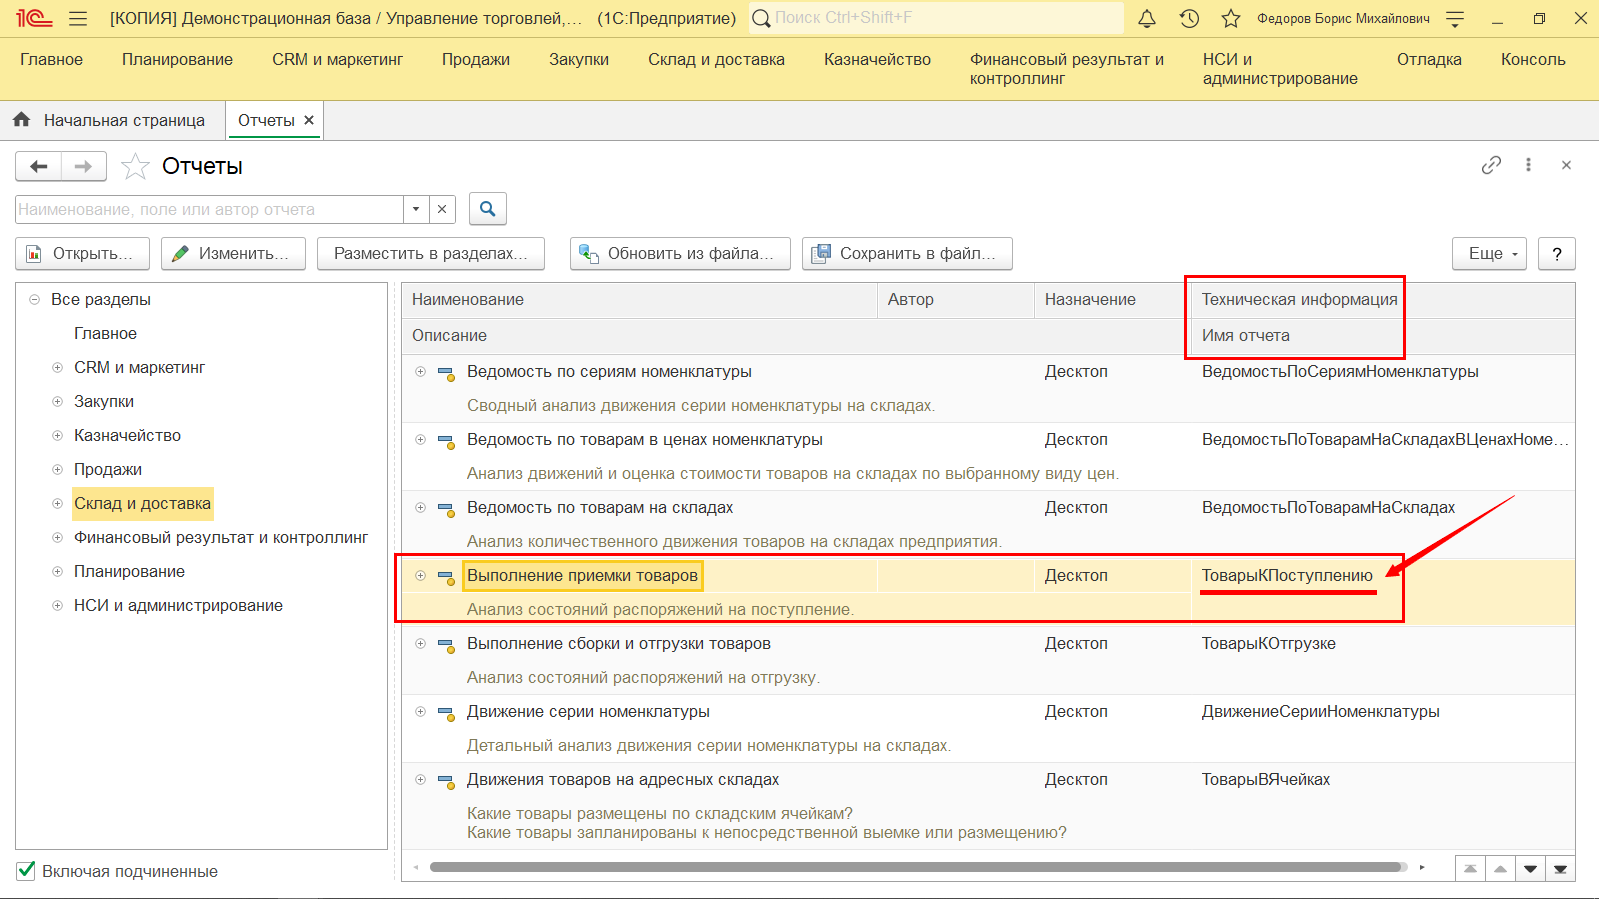 1С [КОПИЯ] Демонстрационная база / Управление торговлей,... (1С:Предприятие) Поиск Ctrl+Shift+F Федоров Борис Михайлович
Главное Планирование CRM и маркетинг Продажи Закупки Склад и доставка Казначейство Финансовый результат и контроллинг НСИ и администрирование Отладка Консоль
Начальная страница Отчеты
Отчеты
Наименование, поле или автор отчета
Открыть... Изменить... Разместить в разделах... Обновить из файла... Сохранить в файл... Еще ?
Все разделы
Главное
CRM и маркетинг
Закупки
Казначейство
Продажи
Склад и доставка
Финансовый результат и контроллинг
Планирование
НСИ и администрирование
Включая подчиненные
Наименование Автор Назначение Техническая информация
Описание Имя отчета
Ведомость по сериям номенклатуры Десктоп ВедомостьПоСериямНоменклатуры
Сводный анализ движения серии номенклатуры на складах.
Ведомость по товарам в ценах номенклатуры Десктоп ВедомостьПоТоварамНаСкладахВЦенахНоме...
Анализ движений и оценка стоимости товаров на складах по выбранному виду цен.
Ведомость по товарам на складах Десктоп ВедомостьПоТоварамНаСкладах
Анализ количественного движения товаров на складах предприятия.
Выполнение приемки товаров Десктоп ТоварыКПоступлению
Анализ состояний распоряжений на поступление.
Выполнение сборки и отгрузки товаров Десктоп ТоварыКОтгрузке
Анализ состояний распоряжений на отгрузку.
Движение серии номенклатуры Десктоп ДвижениеСерииНоменклатуры
Детальный анализ движения серии номенклатуры на складах.
Движения товаров на адресных складах Десктоп ТоварыВЯчейках
Какие товары размещены по складским ячейкам?
Какие товары запланированы к непосредственной выемке или размещению?